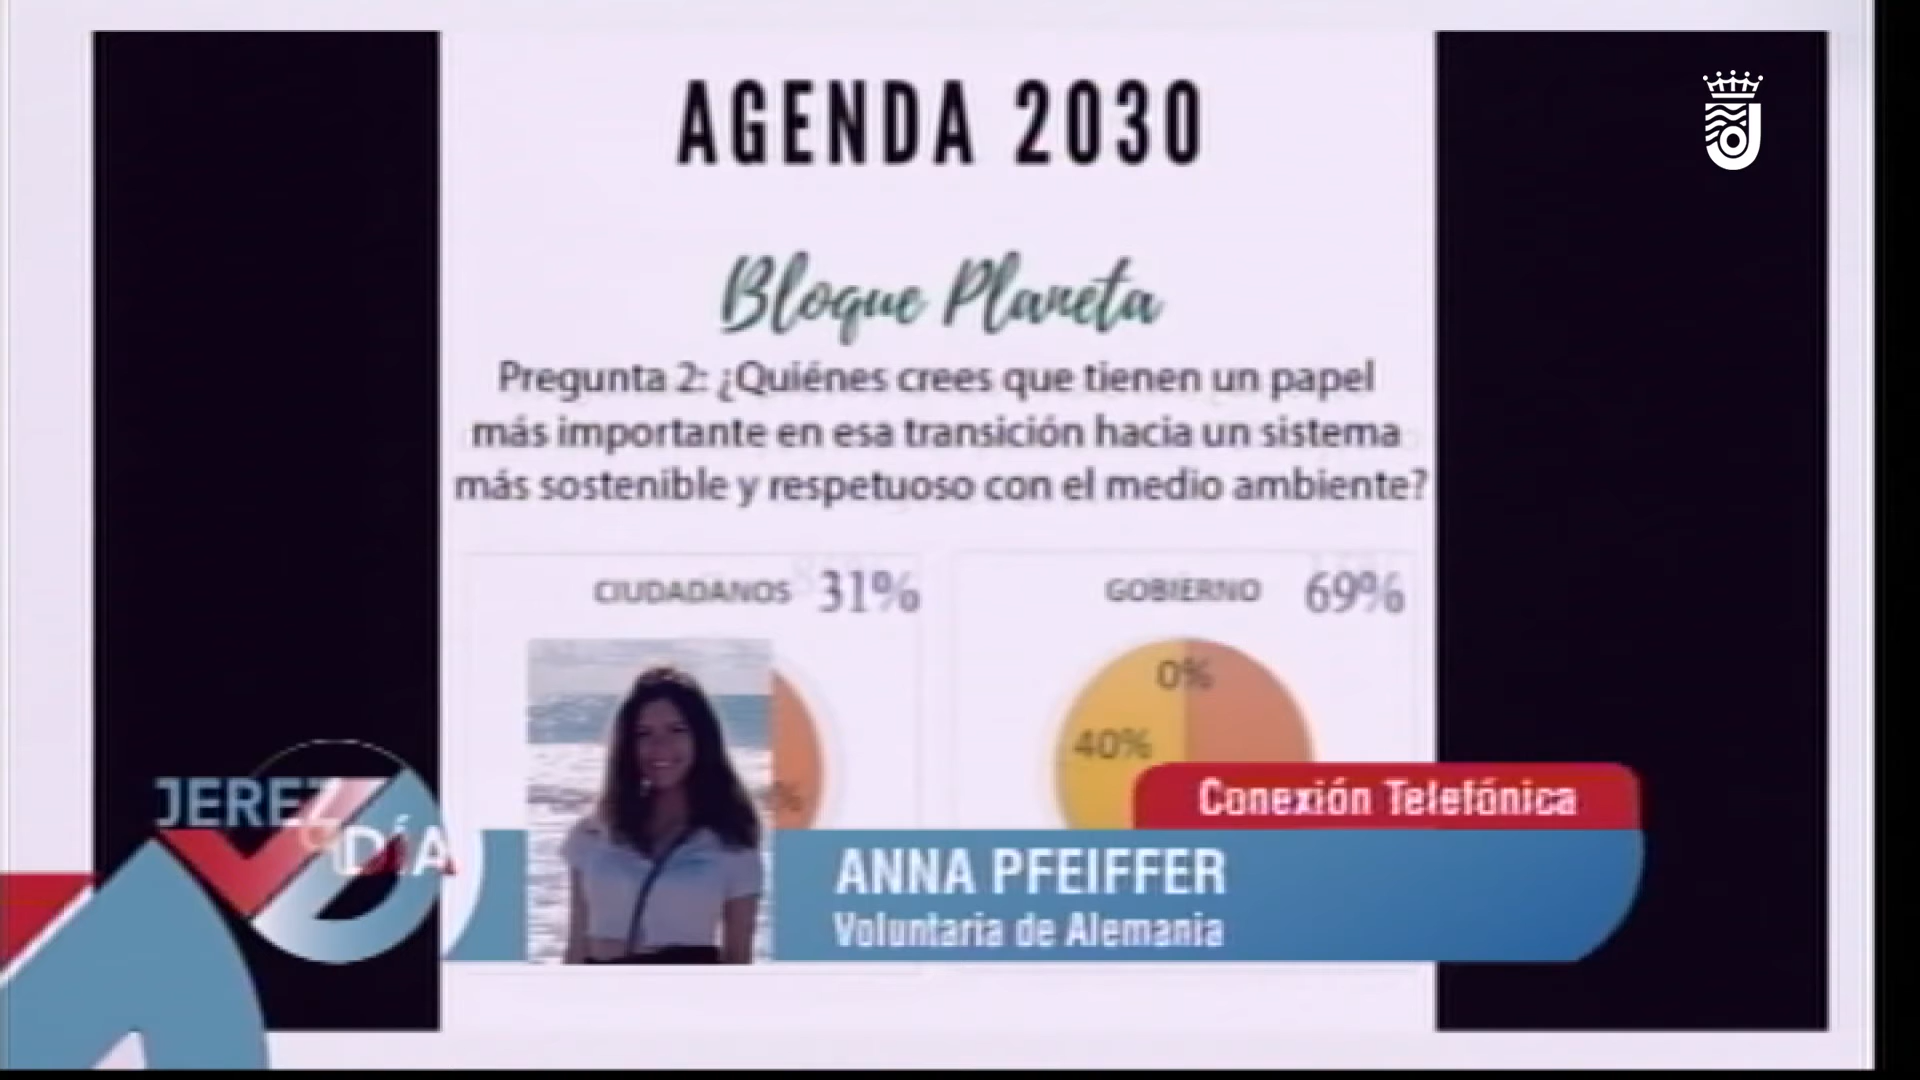 AGENDA 2030
Bloque Planeta
Pregunta 2: ¿Quiénes crees que tienen un papel
más importante en esa transición hacia un sistema
más sostenible y respetuoso con el medio ambiente?
CIUDADANOS 31%
GOBIERNO 69%
0%
40%
%
JEREZ
al DÍA
Conexión Telefónica
ANNA PFEIFFER
Voluntaria de Alemania